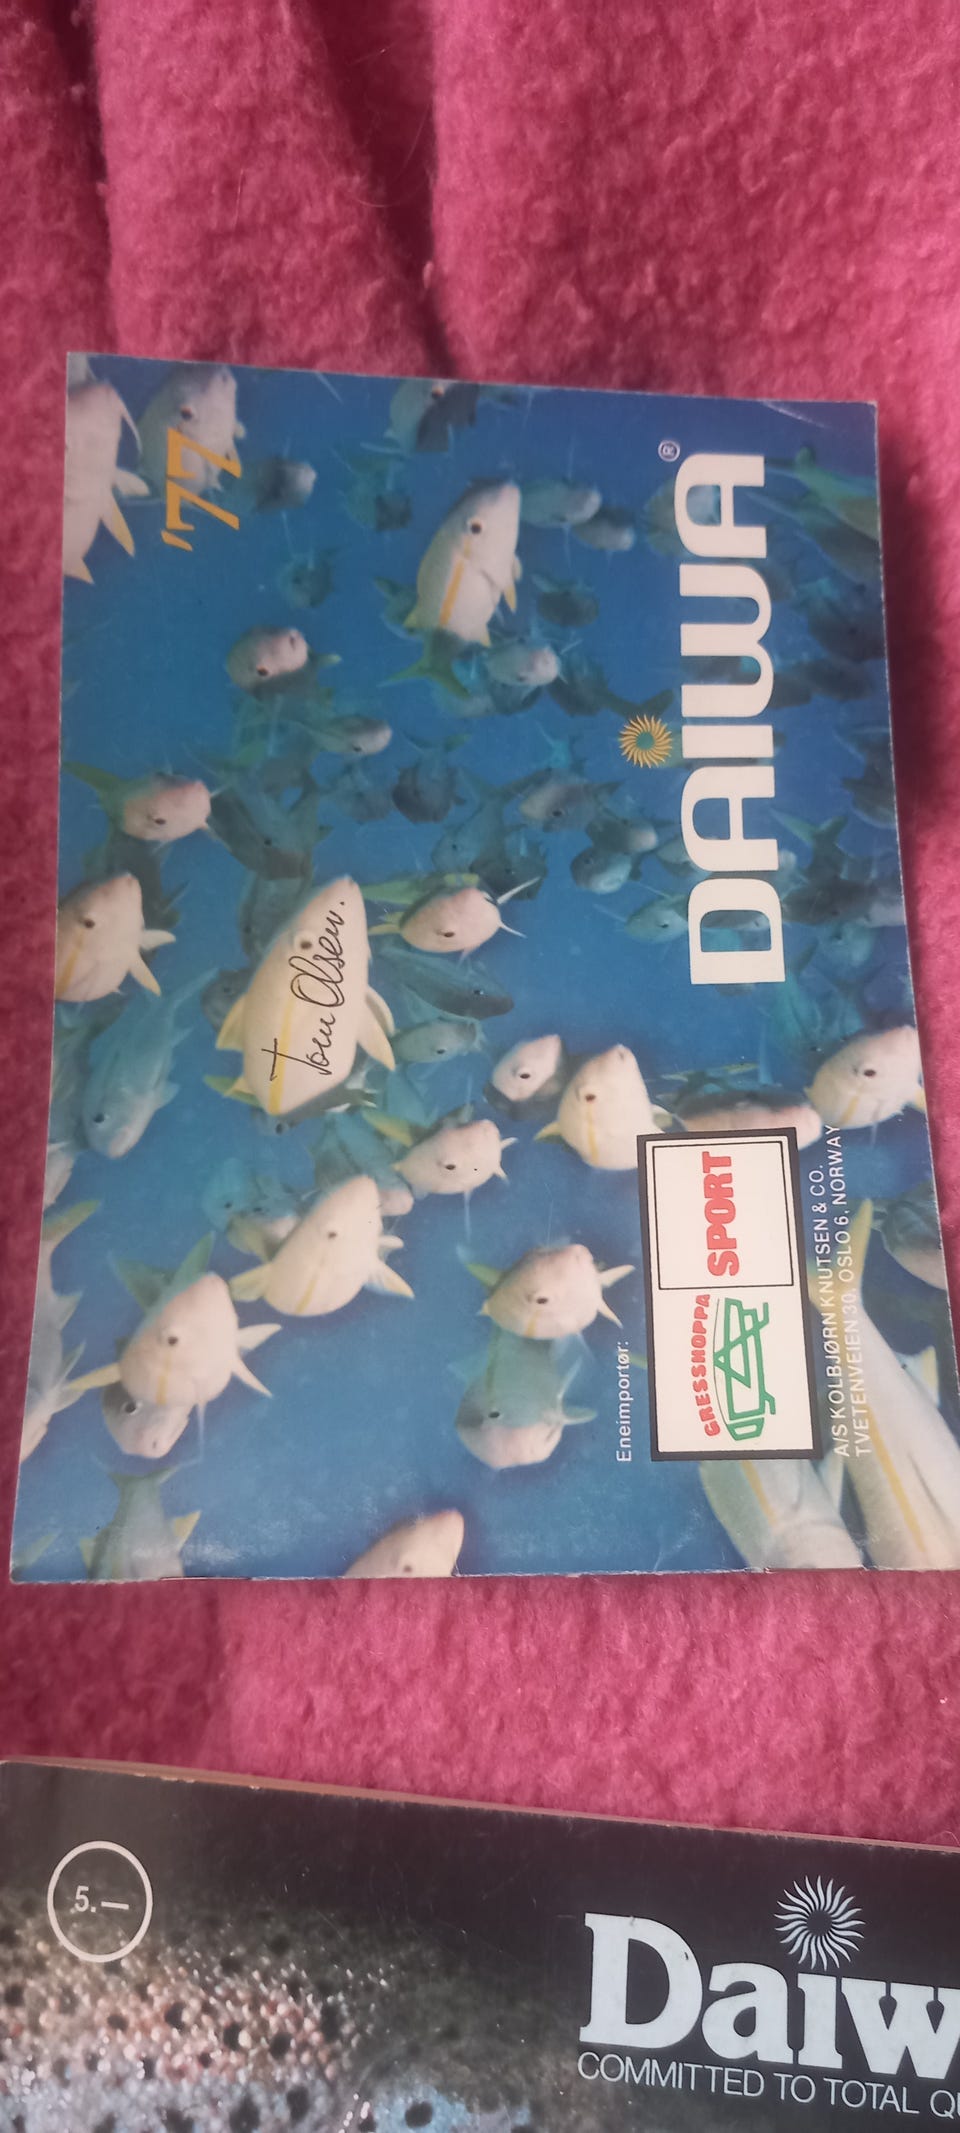 '77
Tom Olsen.
DAIWA®
Eneimportør:
GRESSHOPPA
SPORT
A/S KOLBJØRN KNUTSEN & CO.
TVETENVEIEN 30, OSLO 6, NORWAY
5.—
Daiw
COMMITTED TO TOTAL QU